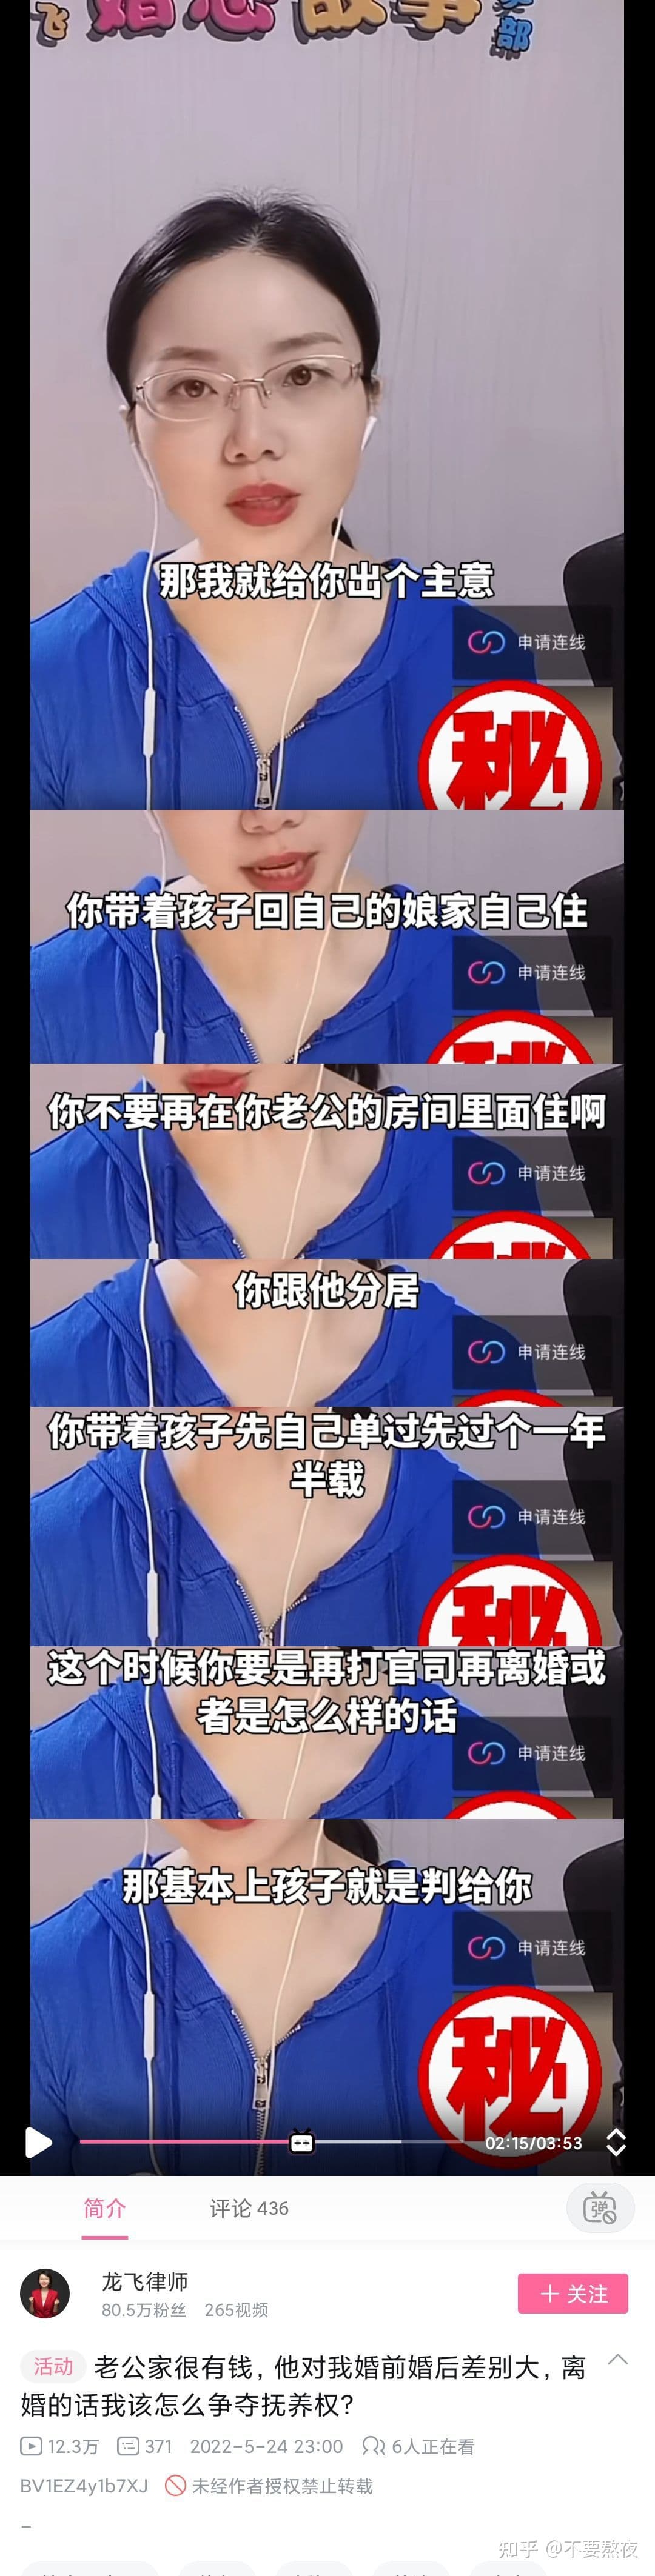 飞
婚恋
故事
部
那我就给你出个主意
申请连线
秘
你带着孩子回自己的娘家自己住
申请连线
你不要再在你老公的房间里面住啊
申请连线
你跟他分居
申请连线
你带着孩子先自己单过先过个一年
半载
申请连线
秘
这个时候你要是再打官司再离婚或
者是怎么样的话
申请连线
那基本上孩子就是判给你
申请连线
秘
02:15/03:53
简介
评论 436
弹
龙飞律师
80.5万粉丝 265视频
关注
活动 老公家很有钱，他对我婚前婚后差别大，离
婚的话我该怎么争夺抚养权？
12.3万 371 2022-5-24 23:00 6人正在看
BV1EZ4y1b7XJ 未经作者授权禁止转载
-
知乎 @不要熬夜